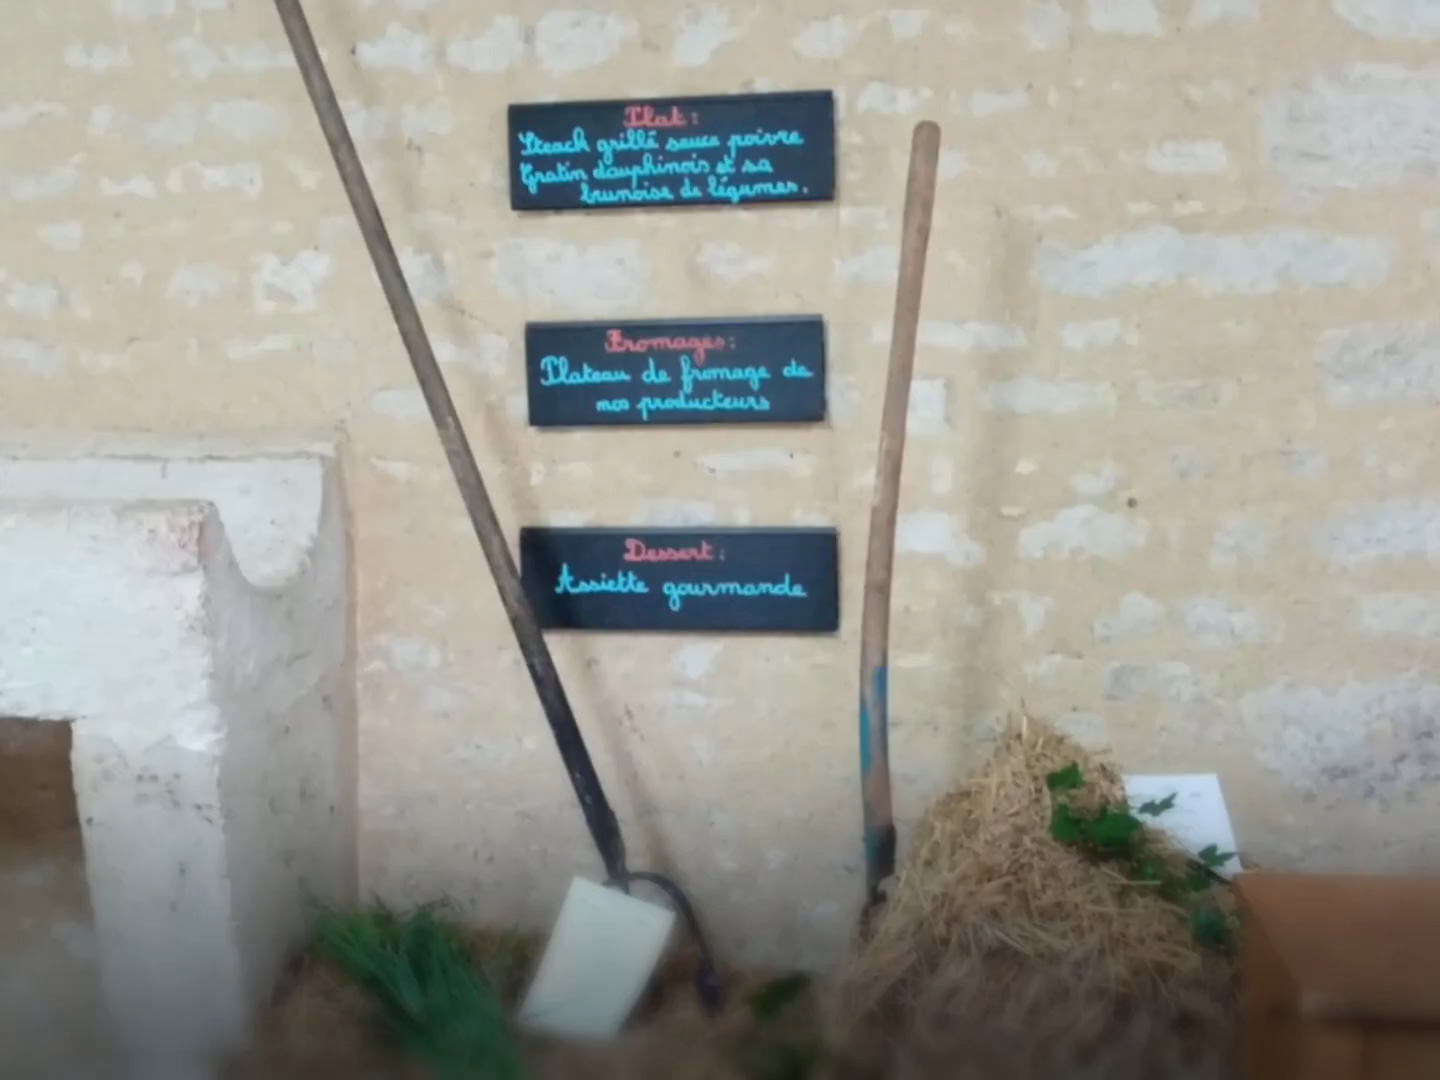 Plat :
Steack grillé sauce poivre
Gratin dauphinois et sa
brunoise de légumes.
Fromages :
Plateau de fromage de
nos producteurs
Dessert :
Assiette gourmande